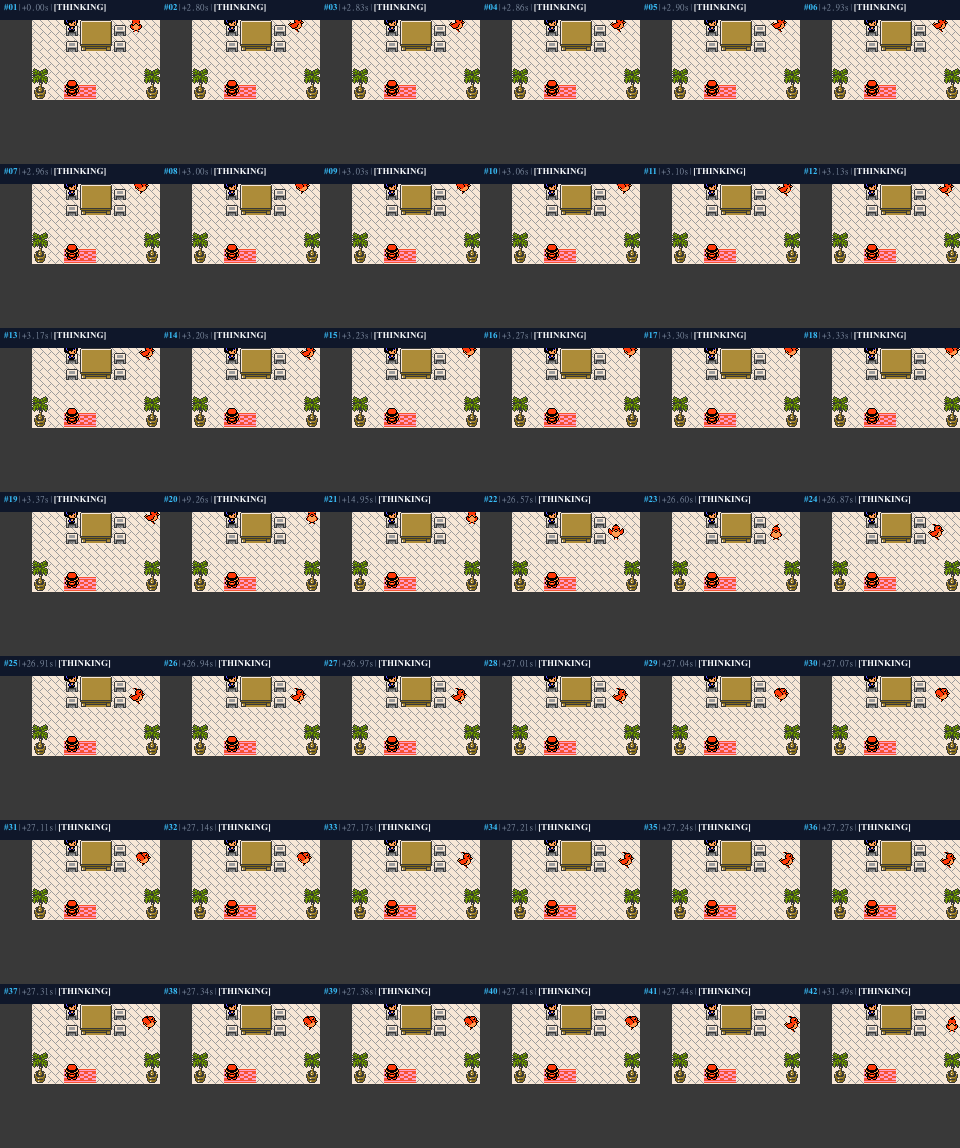 #01|+0.00s|[THINKING] #02|+2.80s|[THINKING] #03|+2.83s|[THINKING] #04|+2.86s|[THINKING] #05|+2.90s|[THINKING] #06|+2.93s|[THINKING]
#07|+2.96s|[THINKING] #08|+3.00s|[THINKING] #09|+3.03s|[THINKING] #10|+3.06s|[THINKING] #11|+3.10s|[THINKING] #12|+3.13s|[THINKING]
#13|+3.17s|[THINKING] #14|+3.20s|[THINKING] #15|+3.23s|[THINKING] #16|+3.27s|[THINKING] #17|+3.30s|[THINKING] #18|+3.33s|[THINKING]
#19|+3.37s|[THINKING] #20|+9.26s|[THINKING] #21|+14.95s|[THINKING] #22|+26.57s|[THINKING] #23|+26.60s|[THINKING] #24|+26.87s|[THINKING]
#25|+26.91s|[THINKING] #26|+26.94s|[THINKING] #27|+26.97s|[THINKING] #28|+27.01s|[THINKING] #29|+27.04s|[THINKING] #30|+27.07s|[THINKING]
#31|+27.11s|[THINKING] #32|+27.14s|[THINKING] #33|+27.17s|[THINKING] #34|+27.21s|[THINKING] #35|+27.24s|[THINKING] #36|+27.27s|[THINKING]
#37|+27.31s|[THINKING] #38|+27.34s|[THINKING] #39|+27.38s|[THINKING] #40|+27.41s|[THINKING] #41|+27.44s|[THINKING] #42|+31.49s|[THINKING]